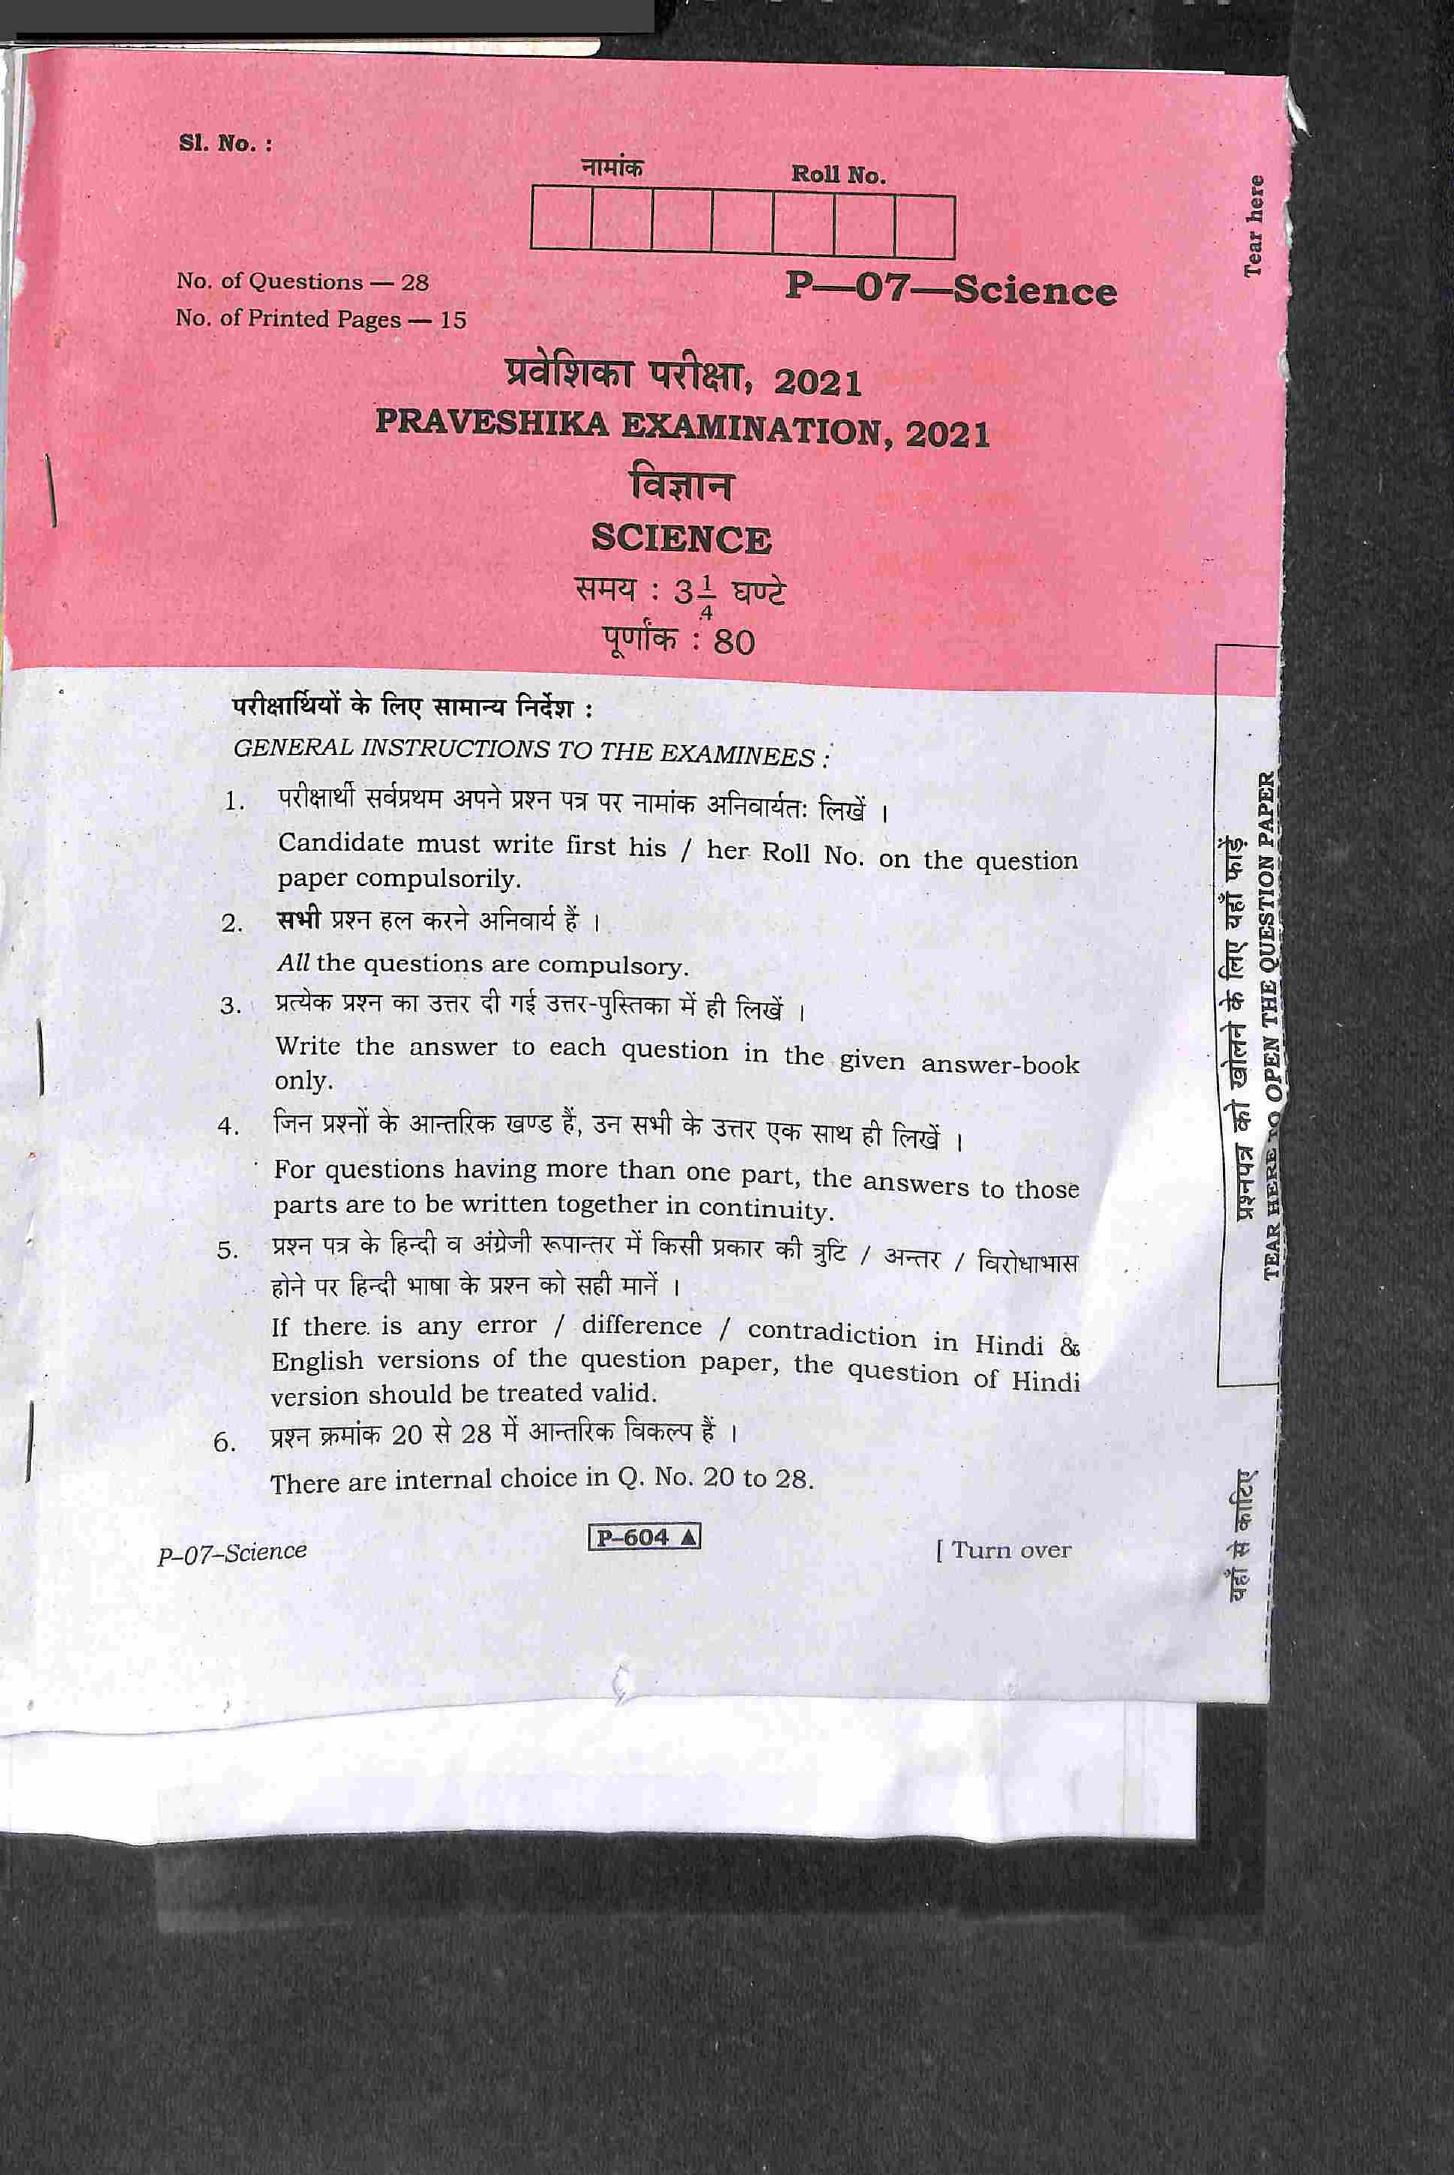 Sl. No. :
नामांक Roll No.
No. of Questions — 28
P—07—Science
No. of Printed Pages — 15
प्रवेशिका परीक्षा, 2021
PRAVESHIKA EXAMINATION, 2021
विज्ञान
SCIENCE
समय : 3 1/4 घण्टे
पूर्णांक : 80
परीक्षार्थियों के लिए सामान्य निर्देश :
GENERAL INSTRUCTIONS TO THE EXAMINEES :
1. परीक्षार्थी सर्वप्रथम अपने प्रश्न पत्र पर नामांक अनिवार्यतः लिखें ।
Candidate must write first his / her Roll No. on the question
paper compulsorily.
2. सभी प्रश्न हल करने अनिवार्य हैं ।
All the questions are compulsory.
3. प्रत्येक प्रश्न का उत्तर दी गई उत्तर-पुस्तिका में ही लिखें ।
Write the answer to each question in the given answer-book
only.
4. जिन प्रश्नों के आन्तरिक खण्ड हैं, उन सभी के उत्तर एक साथ ही लिखें ।
For questions having more than one part, the answers to those
parts are to be written together in continuity.
5. प्रश्न पत्र के हिन्दी व अंग्रेजी रूपान्तर में किसी प्रकार की त्रुटि / अन्तर / विरोधाभास
होने पर हिन्दी भाषा के प्रश्न को सही मानें ।
If there is any error / difference / contradiction in Hindi &
English versions of the question paper, the question of Hindi
version should be treated valid.
6. प्रश्न क्रमांक 20 से 28 में आन्तरिक विकल्प हैं ।
There are internal choice in Q. No. 20 to 28.
P–07–Science
P–604 ▲
[ Turn over
Tear here
प्रश्नपत्र को खोलने के लिए यहाँ फाड़ें
TEAR HERE TO OPEN THE QUESTION PAPER
यहाँ से काटिए